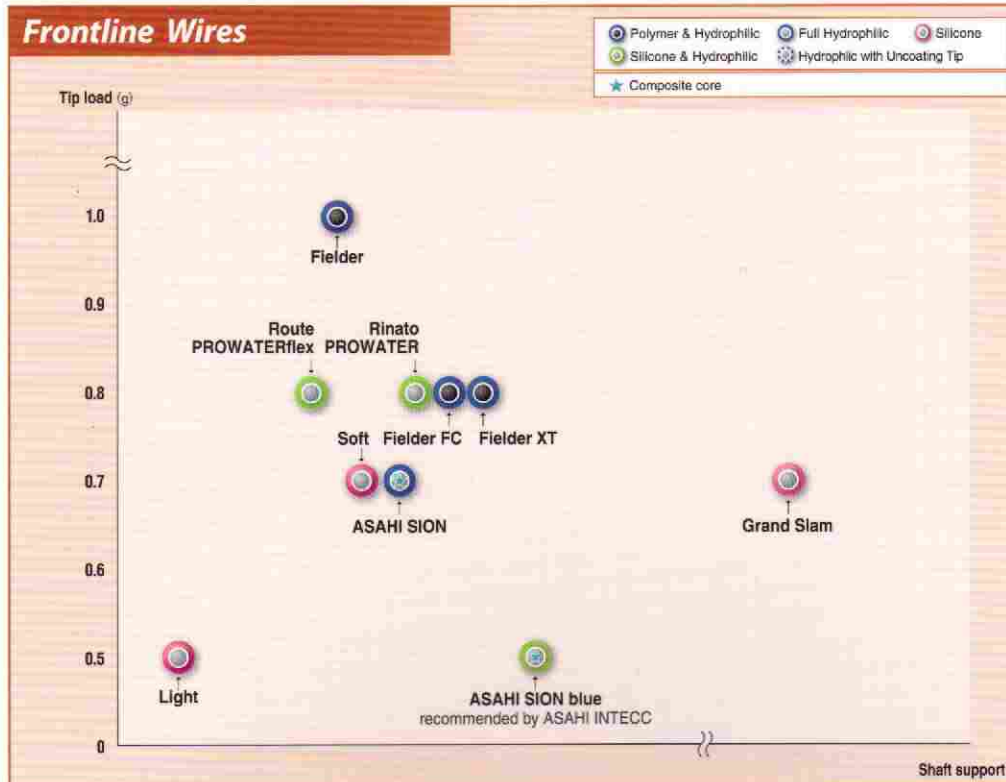 Frontline Wires
Polymer & Hydrophilic Full Hydrophilic Silicone
Silicone & Hydrophilic Hydrophilic with Uncoating Tip
Composite core
Tip load (g)
1.0
Fielder
0.9
Route
PROWATERflex
Rinato
PROWATER
0.8
Soft Fielder FC Fielder XT
0.7
ASAHI SION
Grand Slam
0.6
0.5
Light
ASAHI SION blue
recommended by ASAHI INTECC
0
Shaft support